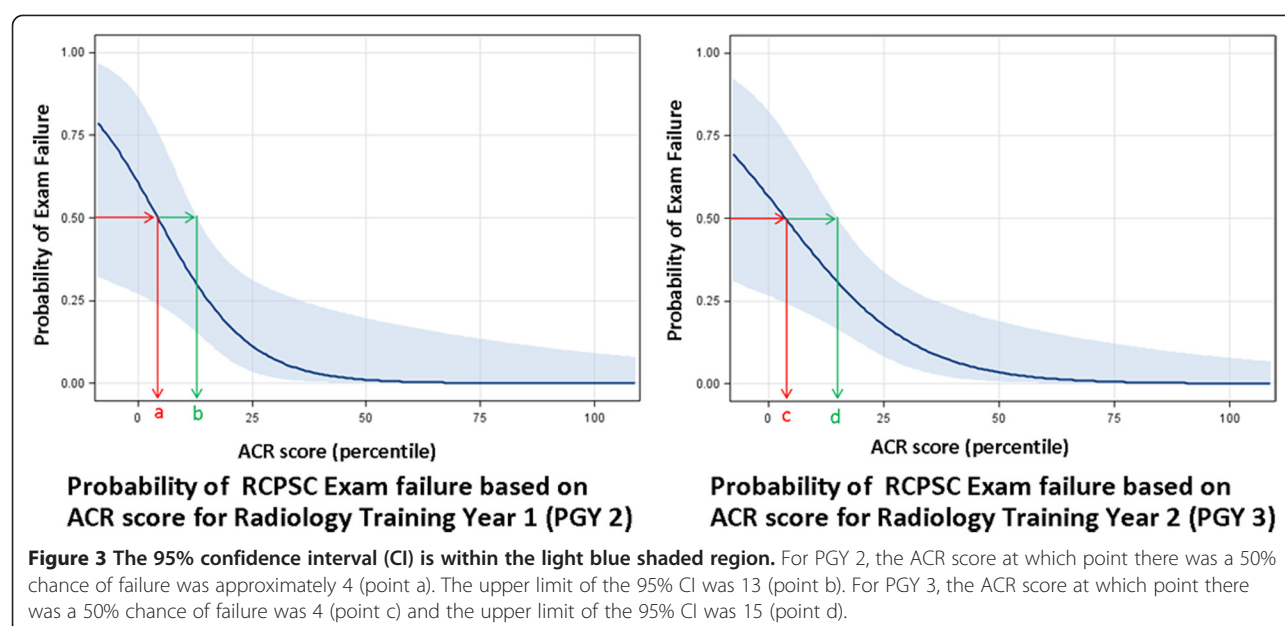 1.00
0.75
0.50
0.25
0.00
Probability of Exam Failure
0
25
50
75
100
a
b
ACR score (percentile)
Probability of RCPSC Exam failure based on
ACR score for Radiology Training Year 1 (PGY 2)
1.00
0.75
0.50
0.25
0.00
Probability of Exam Failure
0
25
50
75
100
c
d
ACR score (percentile)
Probability of RCPSC Exam failure based on
ACR score for Radiology Training Year 2 (PGY 3)
Figure 3 The 95% confidence interval (CI) is within the light blue shaded region. For PGY 2, the ACR score at which point there was a 50%
chance of failure was approximately 4 (point a). The upper limit of the 95% CI was 13 (point b). For PGY 3, the ACR score at which point there
was a 50% chance of failure was 4 (point c) and the upper limit of the 95% CI was 15 (point d).